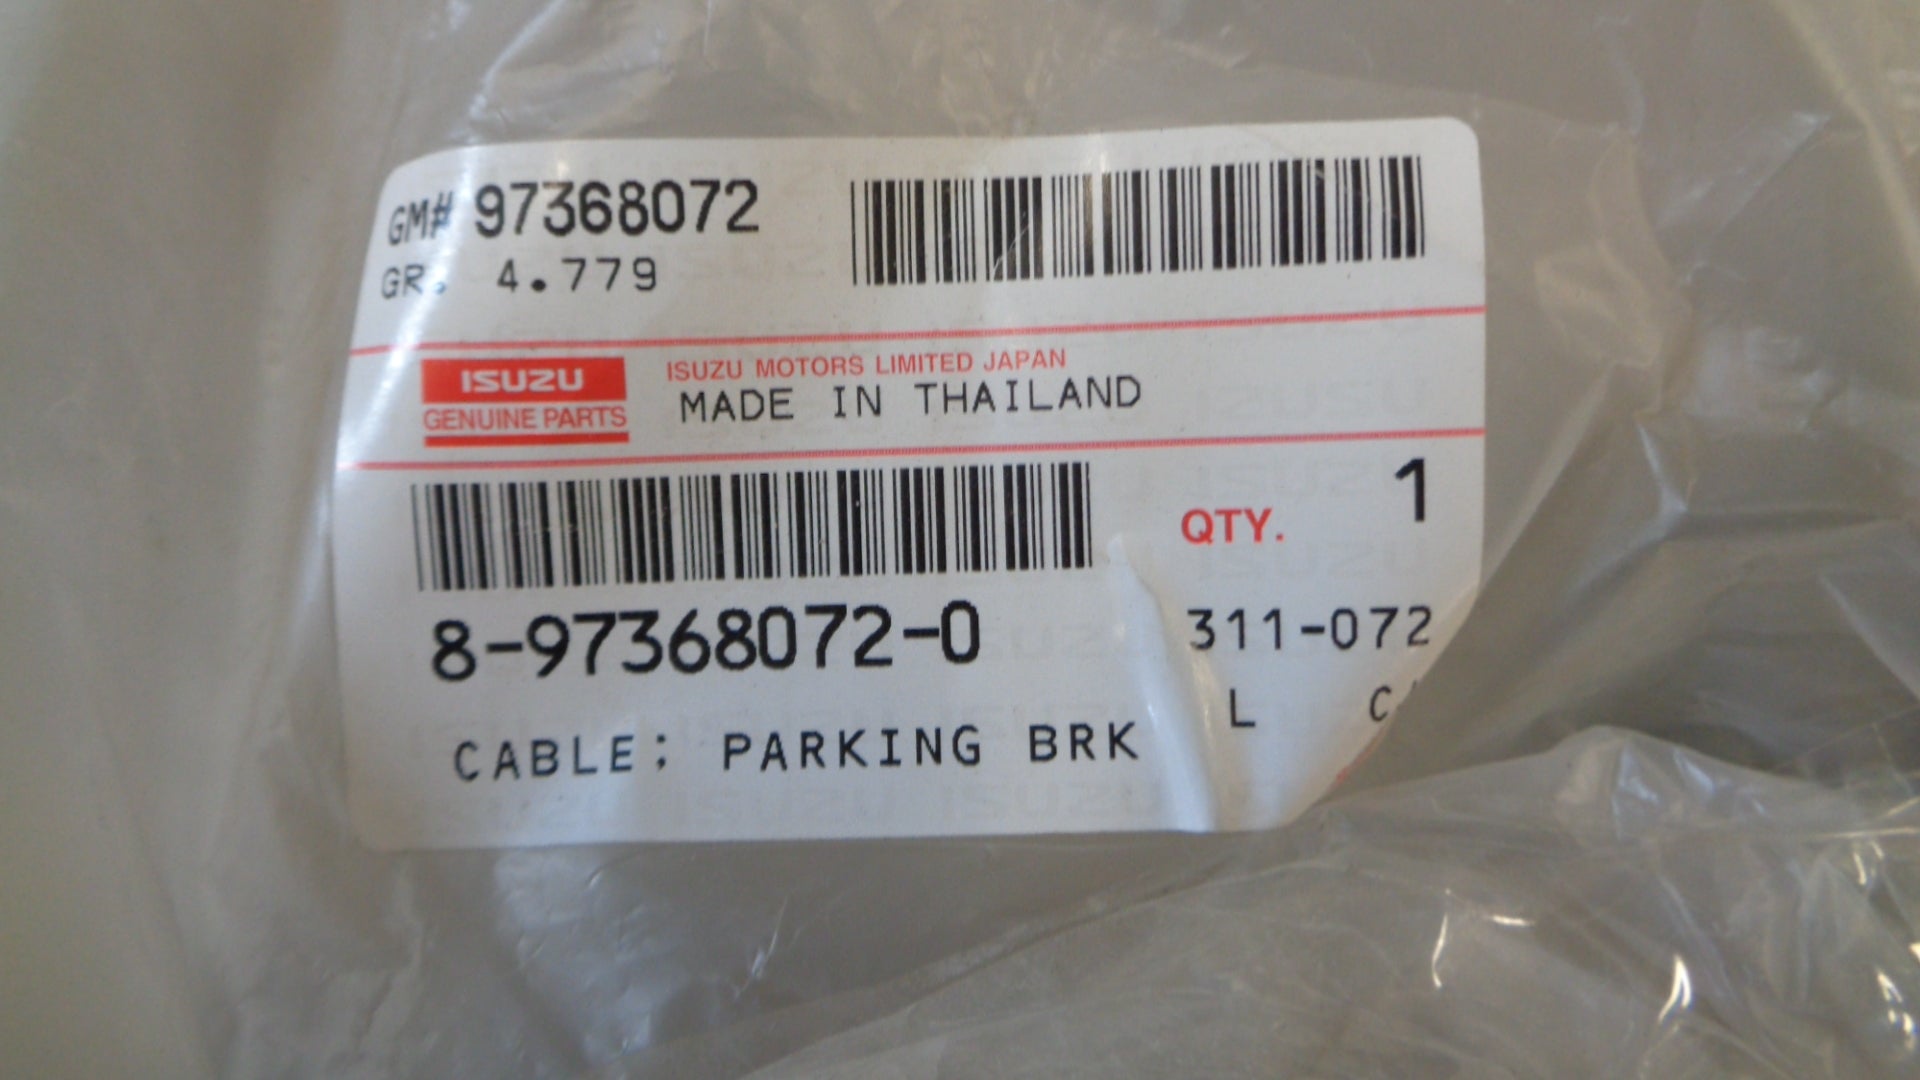 GM# 97368072
GR. 4.779
ISUZU
GENUINE PARTS
ISUZU MOTORS LIMITED JAPAN
MADE IN THAILAND
QTY. 1
8-97368072-0
311-072
L
CABLE; PARKING BRK